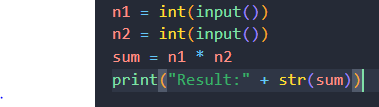 n1 = int(input())
n2 = int(input())
sum = n1 * n2
print("Result:" + str(sum))
.